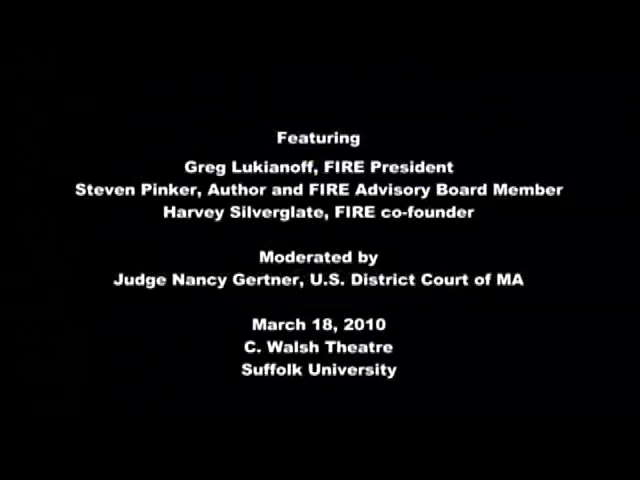 Featuring
Greg Lukianoff, FIRE President
Steven Pinker, Author and FIRE Advisory Board Member
Harvey Silverglate, FIRE co-founder
Moderated by
Judge Nancy Gertner, U.S. District Court of MA
March 18, 2010
C. Walsh Theatre
Suffolk University